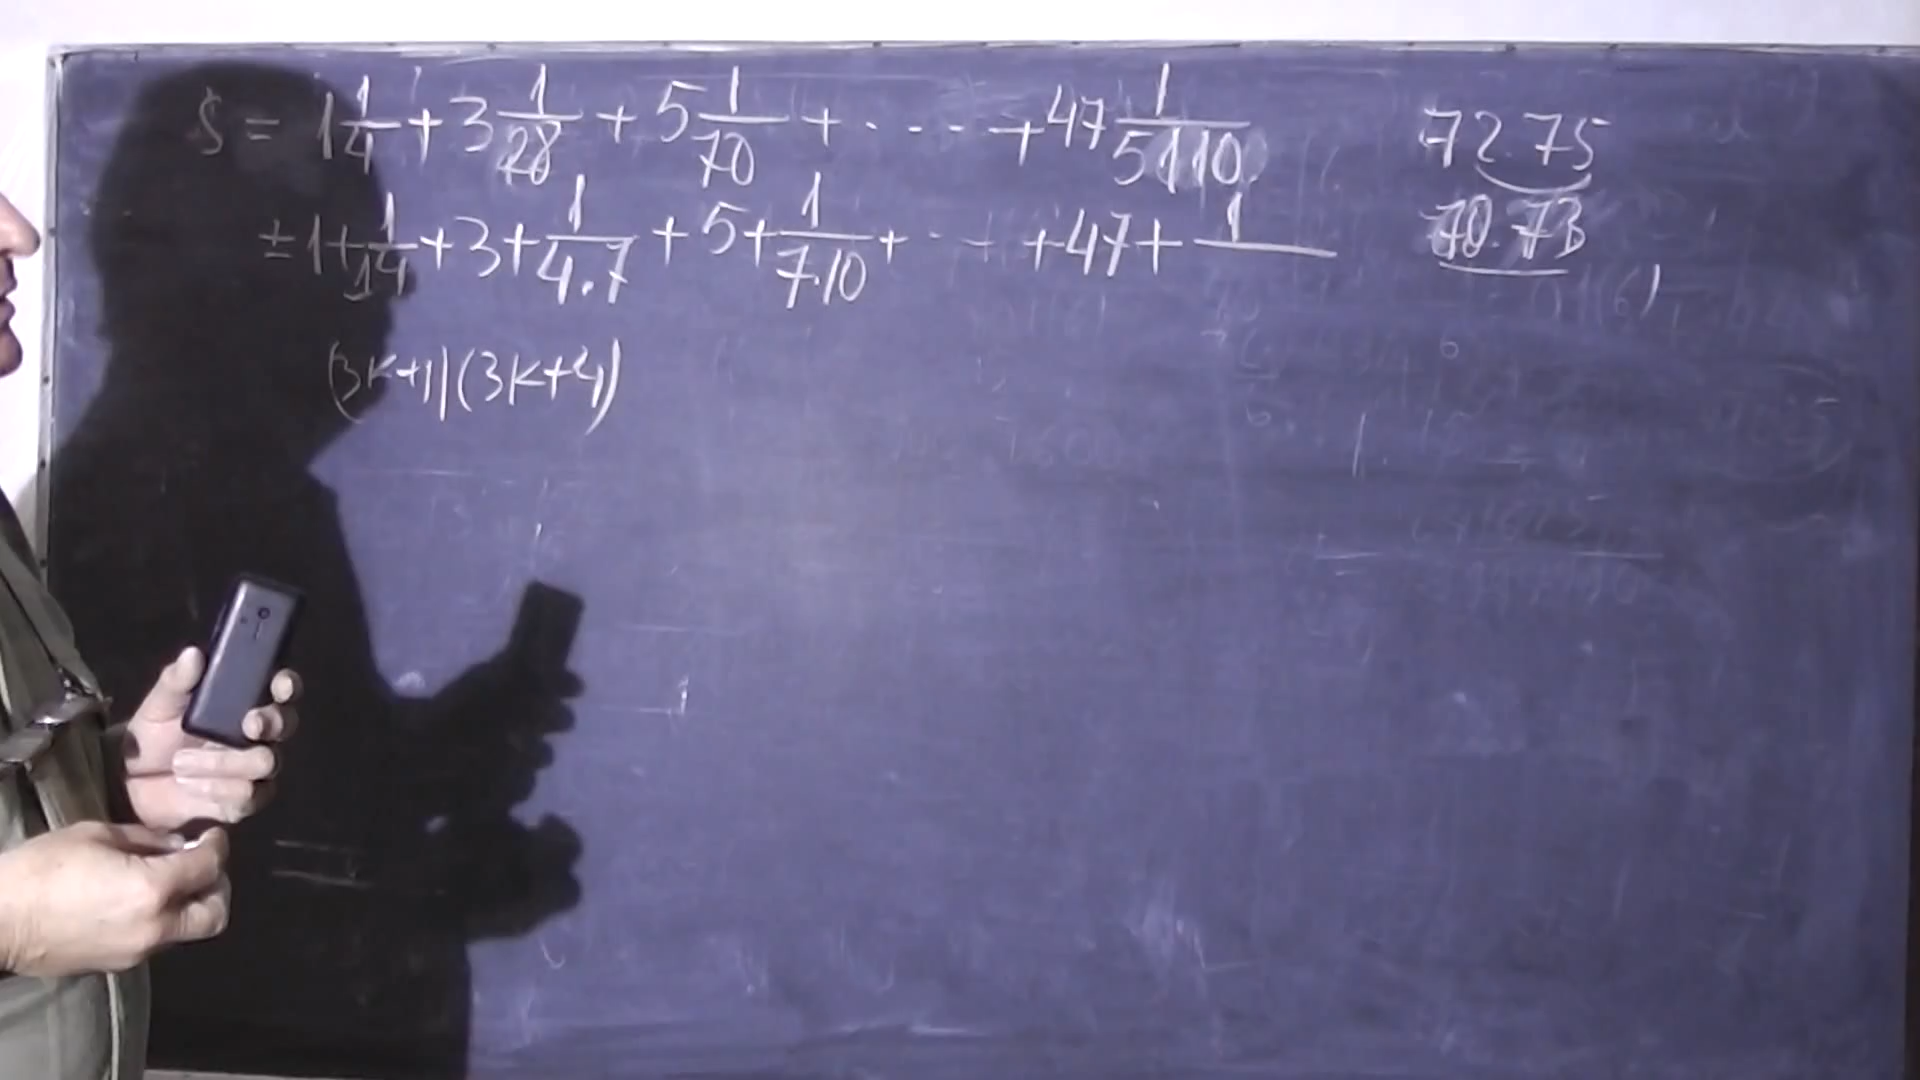 S = 1 1/4 + 3 1/28 + 5 1/70 + · · · · + 47 1/5110
72.75
= 1 + 1/1·4 + 3 + 1/4.7 + 5 + 1/7.10 + · · · + 47 + 1/
70.73
(3k+1)(3k+4)